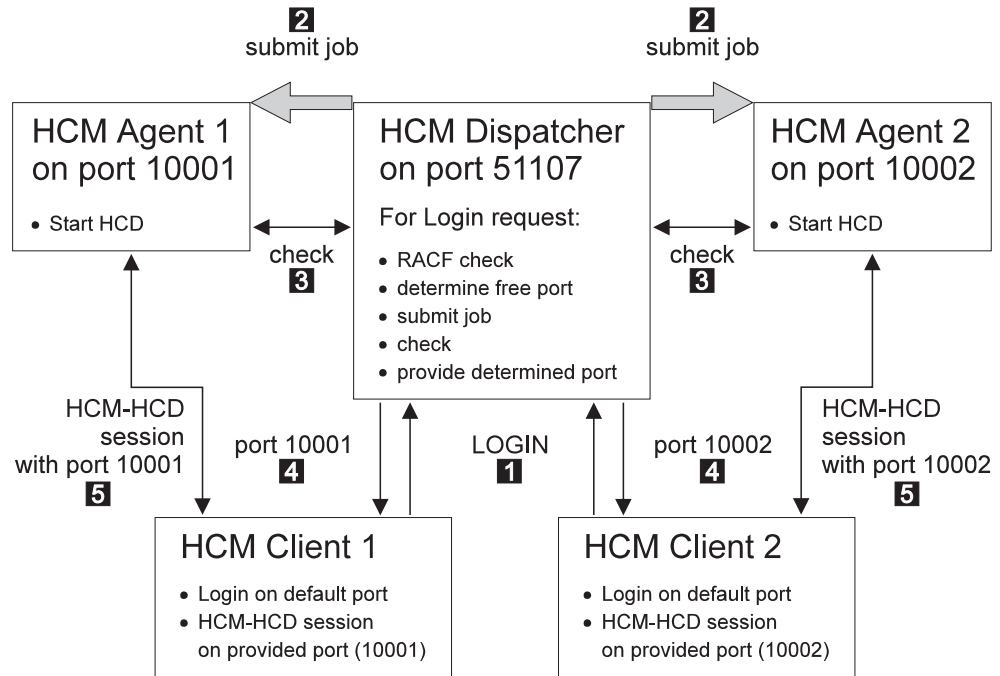 2
submit job
2
submit job
HCM Agent 1
on port 10001
• Start HCD
HCM Dispatcher
on port 51107
For Login request:
• RACF check
• determine free port
• submit job
• check
• provide determined port
HCM Agent 2
on port 10002
• Start HCD
check
3
check
3
HCM-HCD
session
with port 10001
5
port 10001
4
LOGIN
1
port 10002
4
HCM-HCD
session
with port 10002
5
HCM Client 1
• Login on default port
• HCM-HCD session
on provided port (10001)
HCM Client 2
• Login on default port
• HCM-HCD session
on provided port (10002)